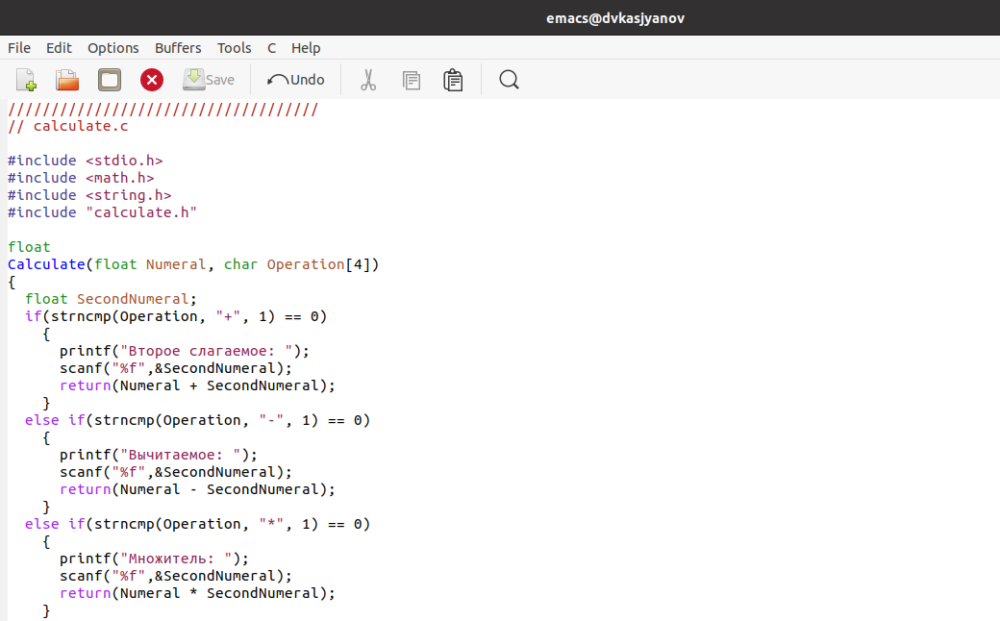 emacs@dvkasjyanov
File Edit Options Buffers Tools C Help
Save Undo
////////////////////////////////////
// calculate.c
#include <stdio.h>
#include <math.h>
#include <string.h>
#include "calculate.h"
float
Calculate(float Numeral, char Operation[4])
{
  float SecondNumeral;
  if(strncmp(Operation, "+", 1) == 0)
    {
      printf("Второе слагаемое: ");
      scanf("%f",&SecondNumeral);
      return(Numeral + SecondNumeral);
    }
  else if(strncmp(Operation, "-", 1) == 0)
    {
      printf("Вычитаемое: ");
      scanf("%f",&SecondNumeral);
      return(Numeral - SecondNumeral);
    }
  else if(strncmp(Operation, "*", 1) == 0)
    {
      printf("Множитель: ");
      scanf("%f",&SecondNumeral);
      return(Numeral * SecondNumeral);
    }